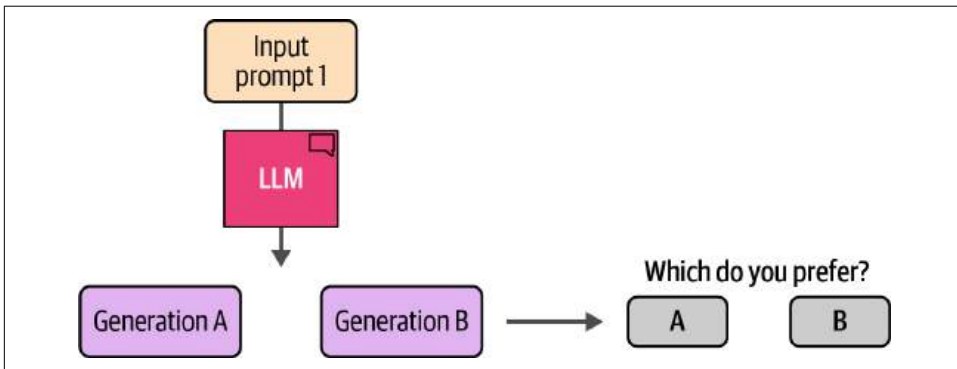 Input
prompt 1
LLM
Which do you prefer?
Generation A
Generation B
A
B